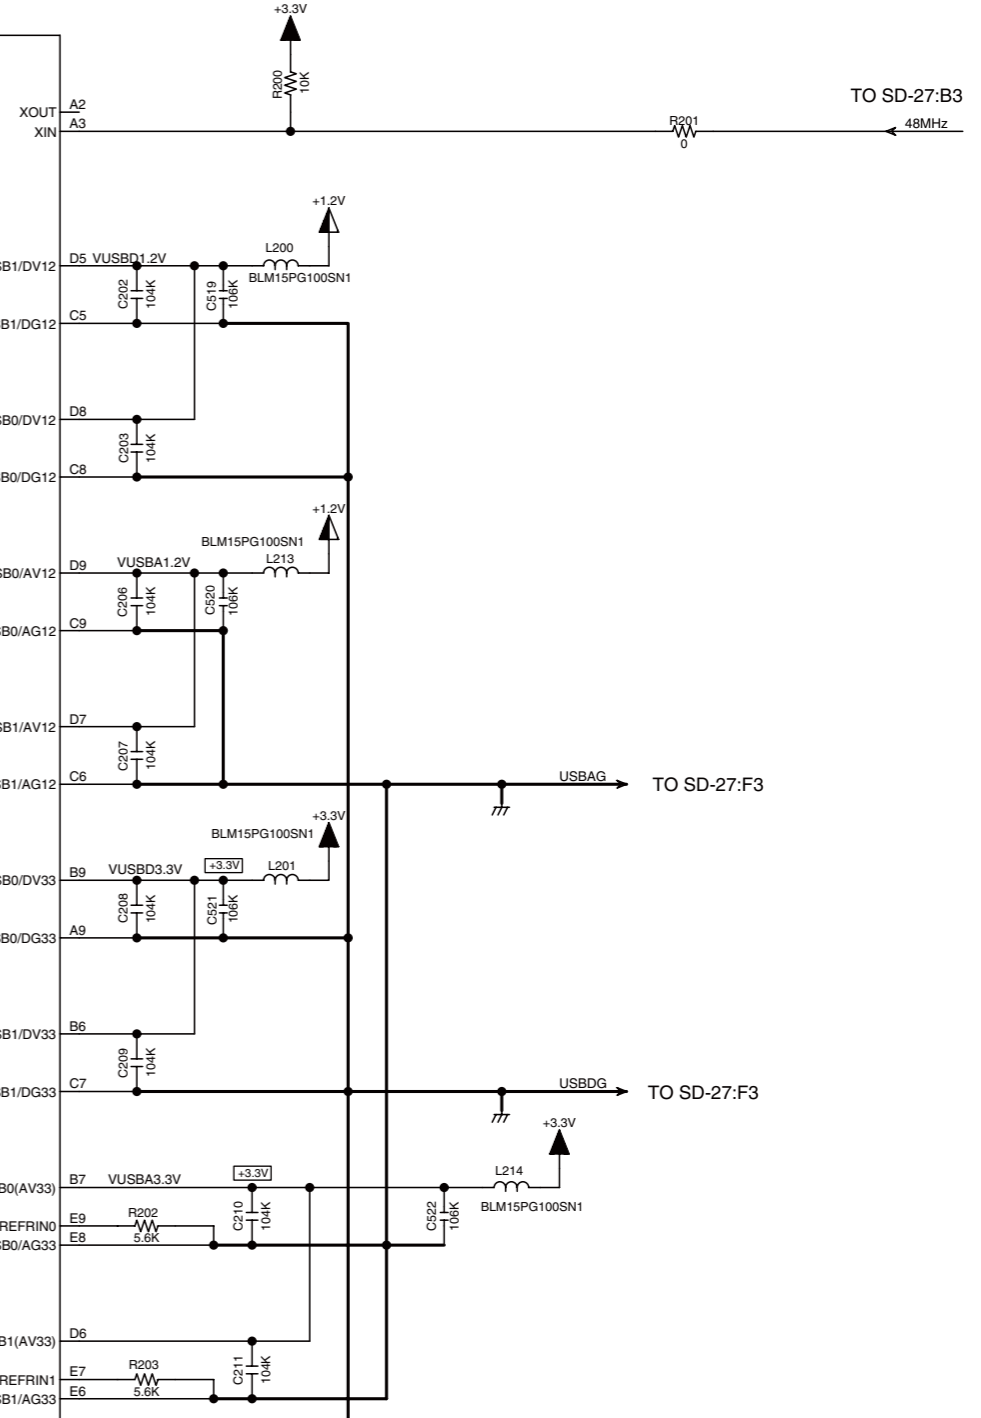 +3.3V
R200
10K
TO SD-27:B3
XOUT
A2
XIN
A3
R201
0
48MHz
+1.2V
L200
BLM15PG100SN1
SB1/DV12
D5
VUSBD1.2V
C202
104K
C519
106K
B1/DG12
C5
SB0/DV12
D8
C203
104K
B0/DG12
C8
+1.2V
BLM15PG100SN1
L213
SB0/AV12
D9
VUSBA1.2V
C206
104K
C520
106K
B0/AG12
C9
SB1/AV12
D7
C207
104K
B1/AG12
C6
USBAG
TO SD-27:F3
+3.3V
BLM15PG100SN1
+3.3V
L201
SB0/DV33
B9
VUSBD3.3V
C208
104K
C521
106K
B0/DG33
A9
SB1/DV33
B6
C209
104K
B1/DG33
C7
USBDG
TO SD-27:F3
+3.3V
L214
BLM15PG100SN1
B0(AV33)
B7
VUSBA3.3V
+3.3V
C210
104K
C522
106K
REFRIN0
E9
R202
5.6K
SB0/AG33
E8
B1(AV33)
D6
C211
104K
REFRIN1
E7
R203
5.6K
SB1/AG33
E6